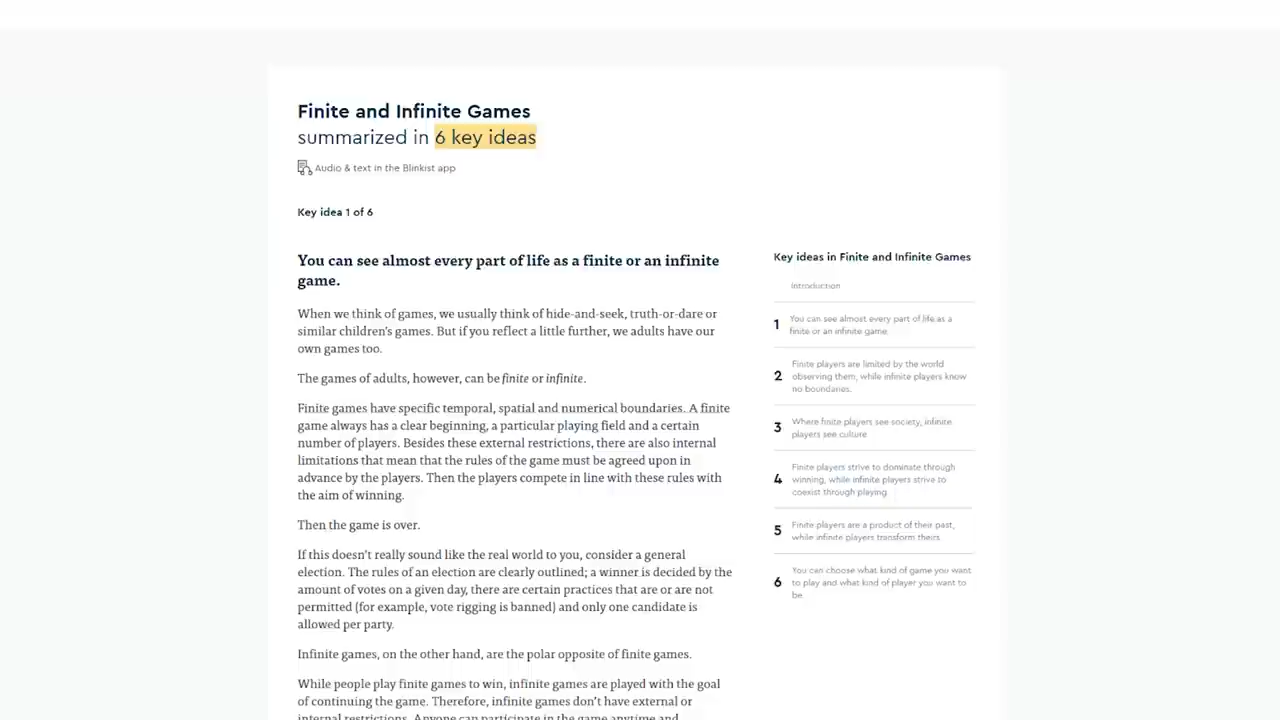 Finite and Infinite Games
summarized in 6 key ideas
Audio & text in the Blinkist app
Key idea 1 of 6
You can see almost every part of life as a finite or an infinite
game.
When we think of games, we usually think of hide-and-seek, truth-or-dare or
similar children's games. But if you reflect a little further, we adults have our
own games too.
The games of adults, however, can be finite or infinite.
Finite games have specific temporal, spatial and numerical boundaries. A finite
game always has a clear beginning, a particular playing field and a certain
number of players. Besides these external restrictions, there are also internal
limitations that mean that the rules of the game must be agreed upon in
advance by the players. Then the players compete in line with these rules with
the aim of winning.
Then the game is over.
If this doesn't really sound like the real world to you, consider a general
election. The rules of an election are clearly outlined; a winner is decided by the
amount of votes on a given day, there are certain practices that are or are not
permitted (for example, vote rigging is banned) and only one candidate is
allowed per party.
Infinite games, on the other hand, are the polar opposite of finite games.
While people play finite games to win, infinite games are played with the goal
of continuing the game. Therefore, infinite games don't have external or
internal restrictions. Anyone can participate in the game anytime and
Key ideas in Finite and Infinite Games
Introduction
1 You can see almost every part of life as a
finite or an infinite game.
2 Finite players are limited by the world
observing them, while infinite players know
no boundaries.
3 Where finite players see society, infinite
players see culture
4 Finite players strive to dominate through
winning, while infinite players strive to
coexist through playing
5 Finite players are a product of their past,
while infinite players transform theirs
6 You can choose what kind of game you want
to play and what kind of player you want to
be